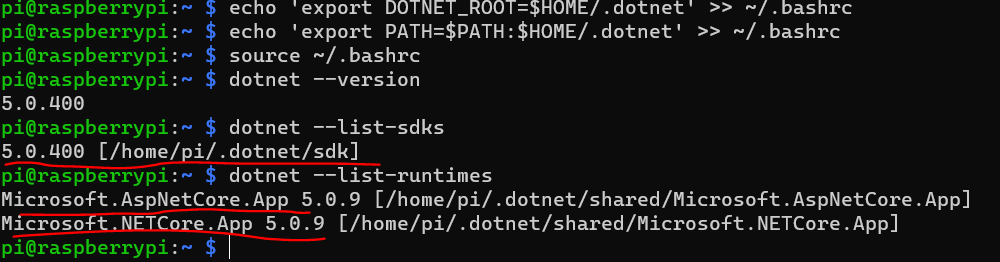 pi@raspberrypi:~ $ echo 'export DOTNET_ROOT=$HOME/.dotnet' >> ~/.bashrc
pi@raspberrypi:~ $ echo 'export PATH=$PATH:$HOME/.dotnet' >> ~/.bashrc
pi@raspberrypi:~ $ source ~/.bashrc
pi@raspberrypi:~ $ dotnet --version
5.0.400
pi@raspberrypi:~ $ dotnet --list-sdks
5.0.400 [/home/pi/.dotnet/sdk]
pi@raspberrypi:~ $ dotnet --list-runtimes
Microsoft.AspNetCore.App 5.0.9 [/home/pi/.dotnet/shared/Microsoft.AspNetCore.App]
Microsoft.NETCore.App 5.0.9 [/home/pi/.dotnet/shared/Microsoft.NETCore.App]
pi@raspberrypi:~ $